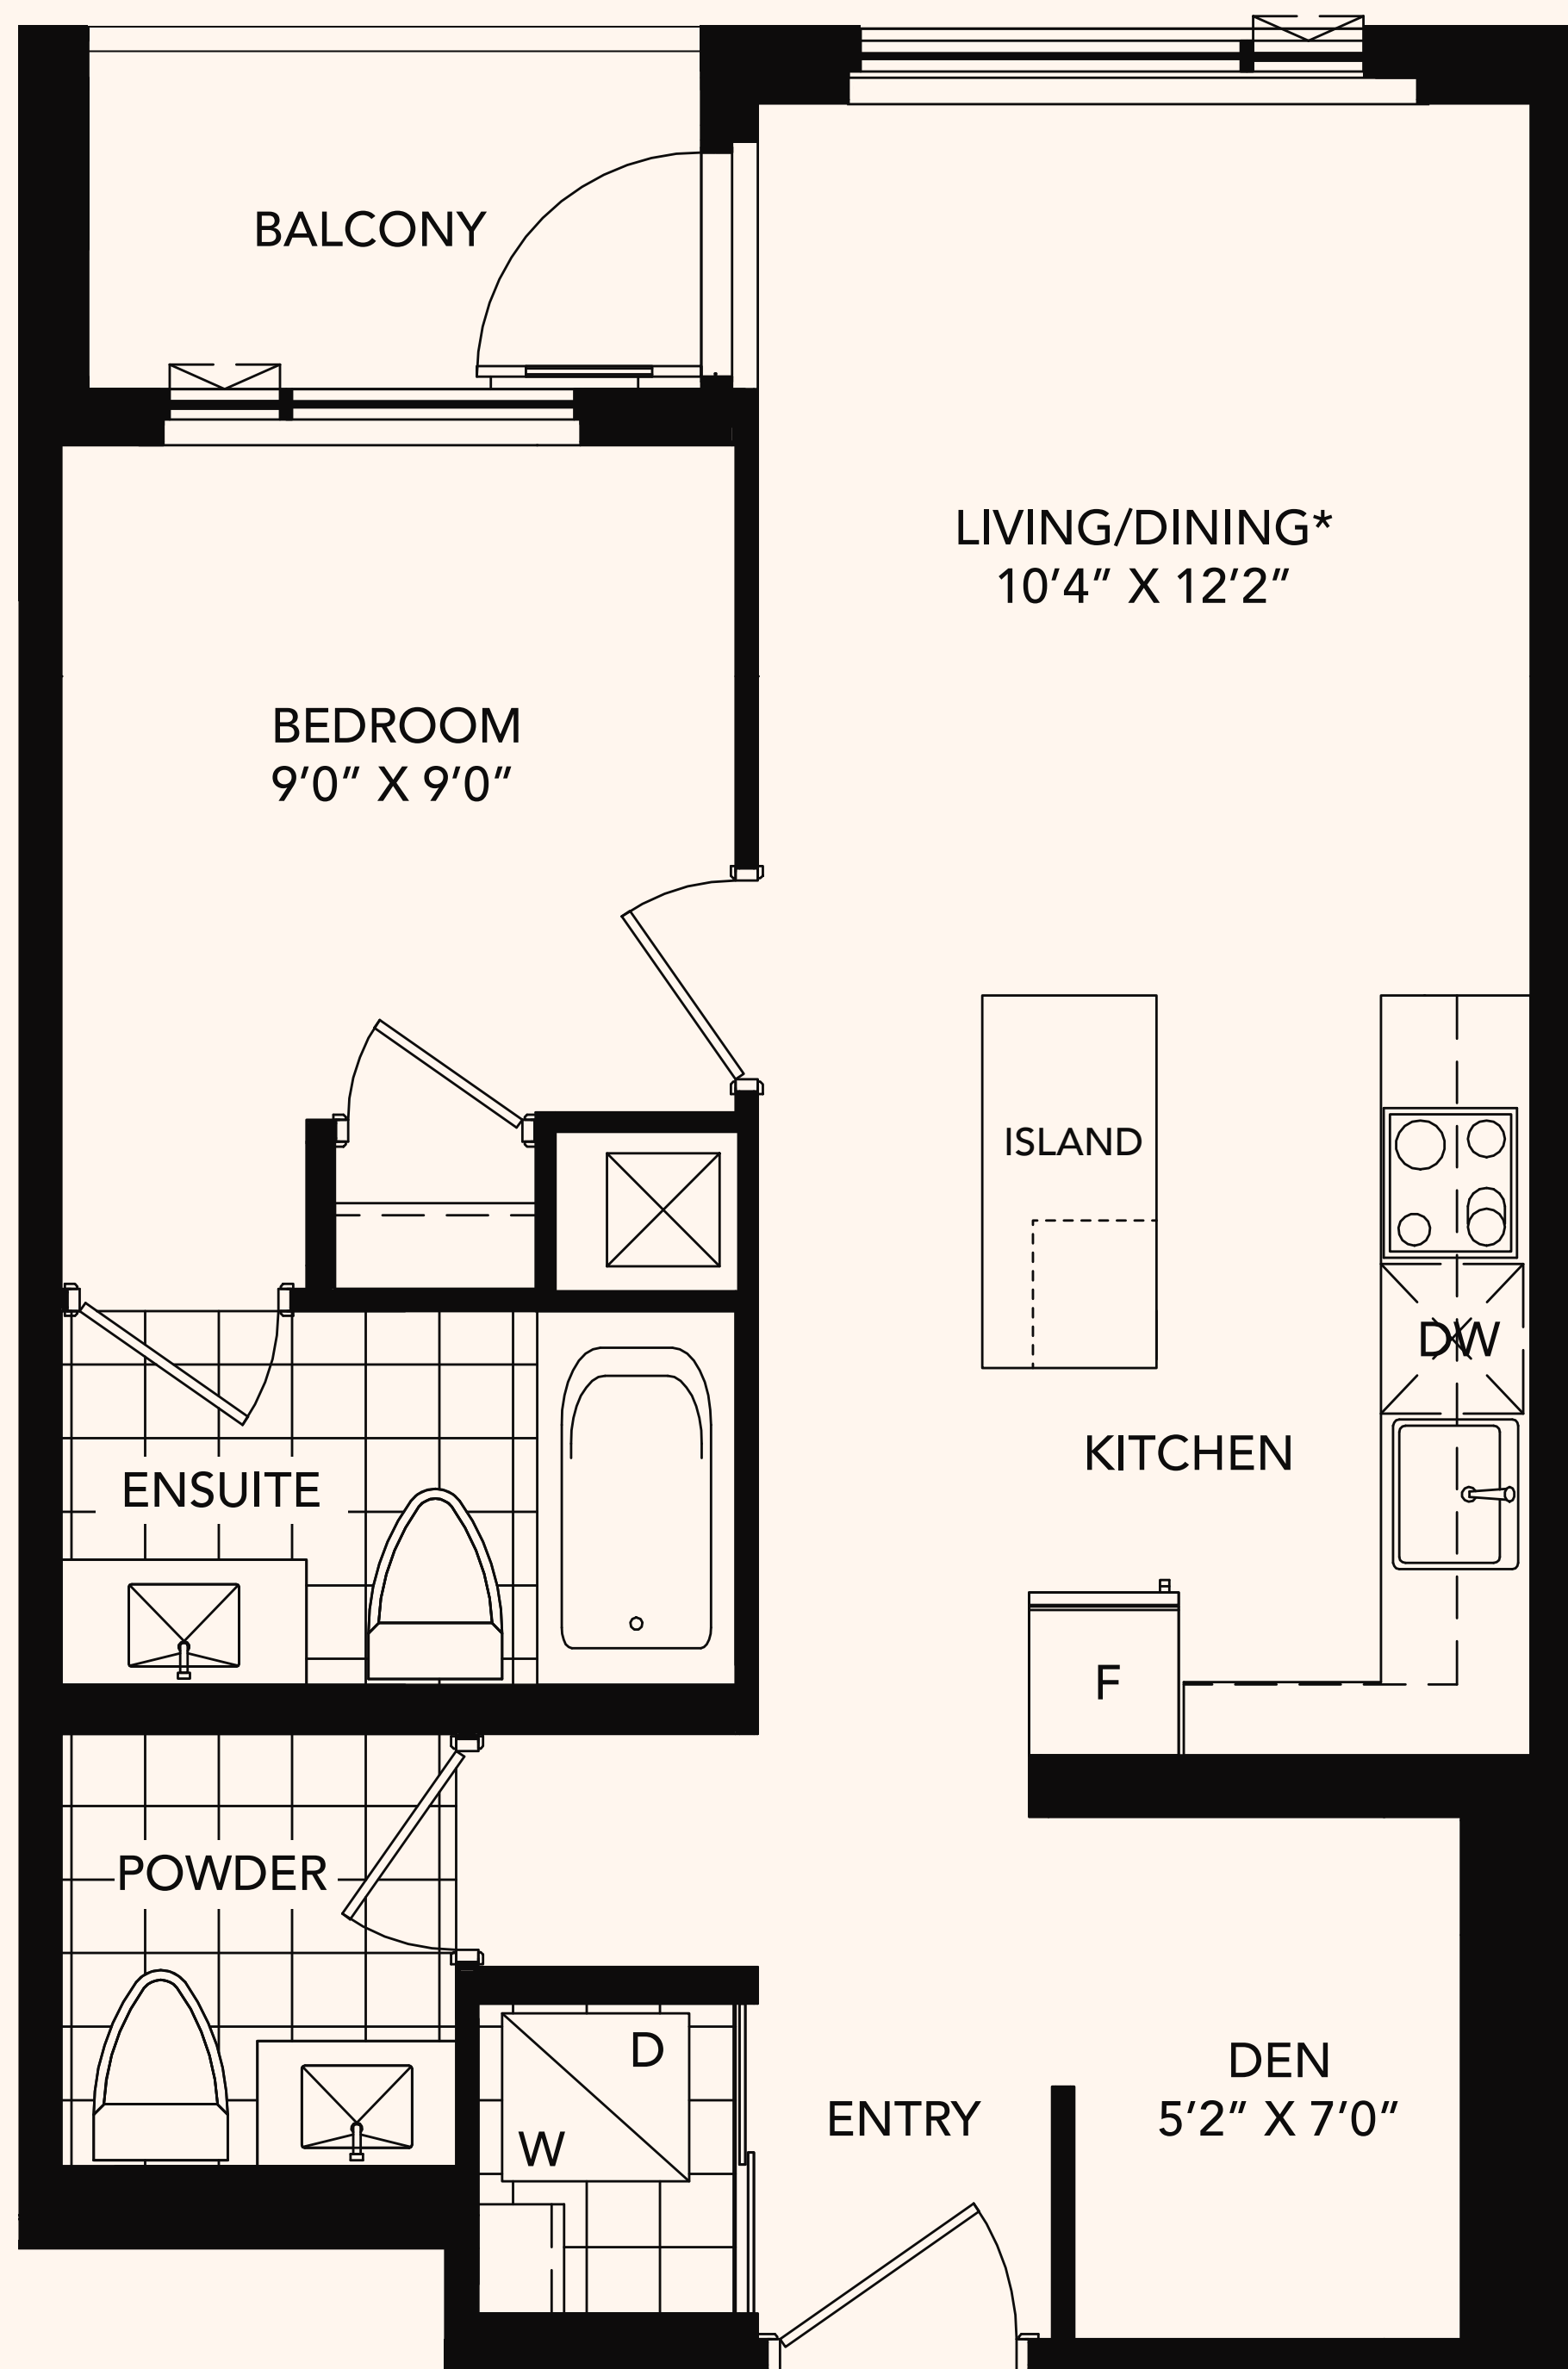 BALCONY
LIVING/DINING*
10’4” X 12’2”
BEDROOM
9’0” X 9’0”
ISLAND
DW
KITCHEN
ENSUITE
F
POWDER
D
W
ENTRY
DEN
5’2” X 7’0”